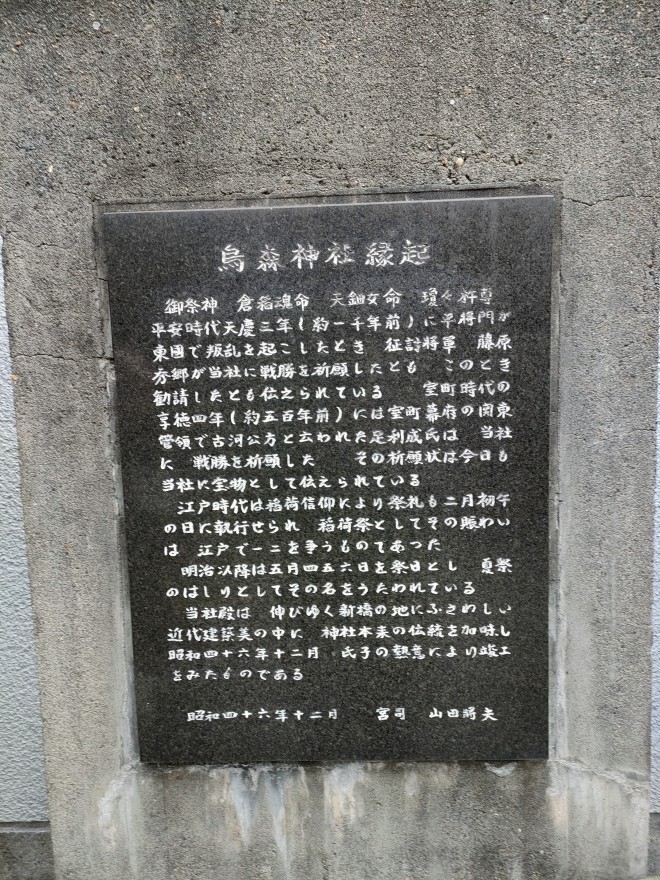 烏森神社縁起
御祭神 倉稲魂命 天鈿女命 瓊々杵尊
平安時代天慶三年(約一千年前)に平将門が
東國で叛乱を起こしたとき 征討将軍 藤原
秀郷が当社に戦勝を祈願したとも このとき
勧請したとも伝えられている 室町時代の
享徳四年(約五百年前)には室町幕府の関東
管領で古河公方と云われた足利成氏は 当社
に 戦勝を祈願した その祈願状は今日も
当社に宝物として伝えられている
江戸時代は稲荷信仰により祭礼も二月初午
の日に執行せられ 稲荷祭としてその賑わい
は 江戸で一二を争うものであった
明治以降は五月四五六日を祭日とし 夏祭
のはしりとしてその名をうたわれている
当社殿は 伸びゆく新橋の地にふさわしい
近代建築美の中に 神社本来の伝統を加味し
昭和四十六年十二月 氏子の熱意により竣工
をみたものである
昭和四十六年十二月 宮司 山田将夫